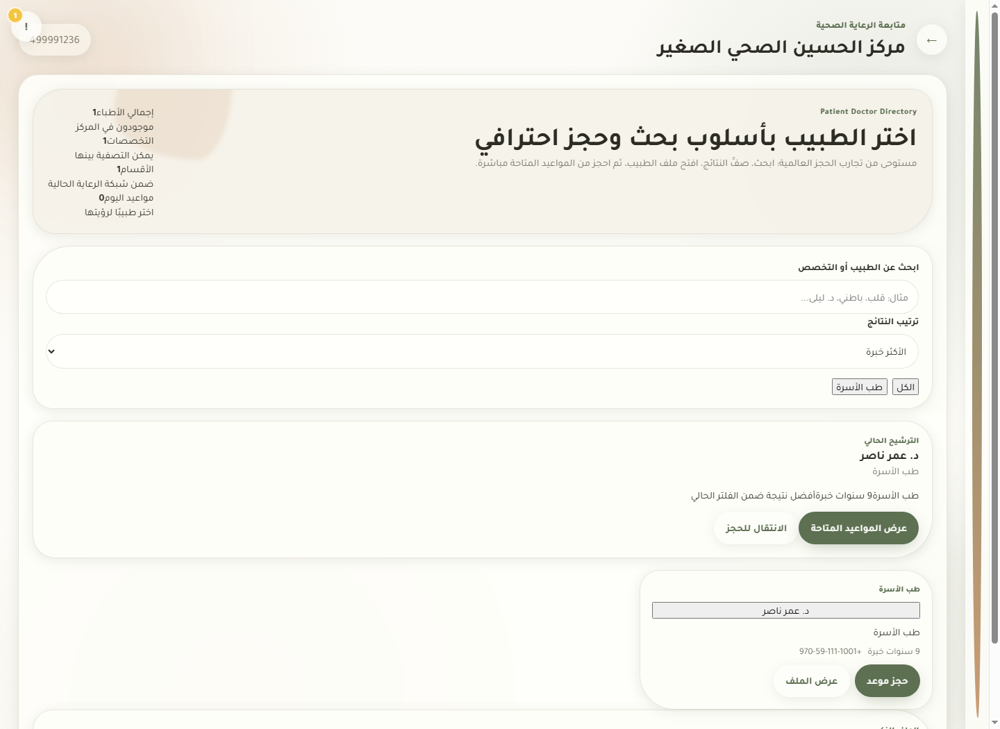 متابعة الرعاية الصحية
مركز الحسين الصحي الصغير
←
1
!
499991236
Patient Doctor Directory
اختر الطبيب بأسلوب بحث وحجز احترافي
مستوحى من تجارب الحجز العالمية: ابحث، صفِّ النتائج، افتح ملف الطبيب، ثم احجز من المواعيد المتاحة مباشرة.
إجمالي الأطباء1
موجودون في المركز
التخصصات1
يمكن التصفية بينها
الأقسام1
ضمن شبكة الرعاية الحالية
مواعيد اليوم0
اختر طبيبًا لرؤيتها
ابحث عن الطبيب أو التخصص
مثال: قلب، باطني، د. ليلى...
ترتيب النتائج
الأكثر خبرة
الكل
طب الأسرة
الترشيح الحالي
د. عمر ناصر
طب الأسرة
طب الأسرة9 سنوات خبرةأفضل نتيجة ضمن الفلتر الحالي
عرض المواعيد المتاحة
الانتقال للحجز
طب الأسرة
د. عمر ناصر
طب الأسرة
9 سنوات خبرة
970-59-111-1001+
حجز موعد
عرض الملف